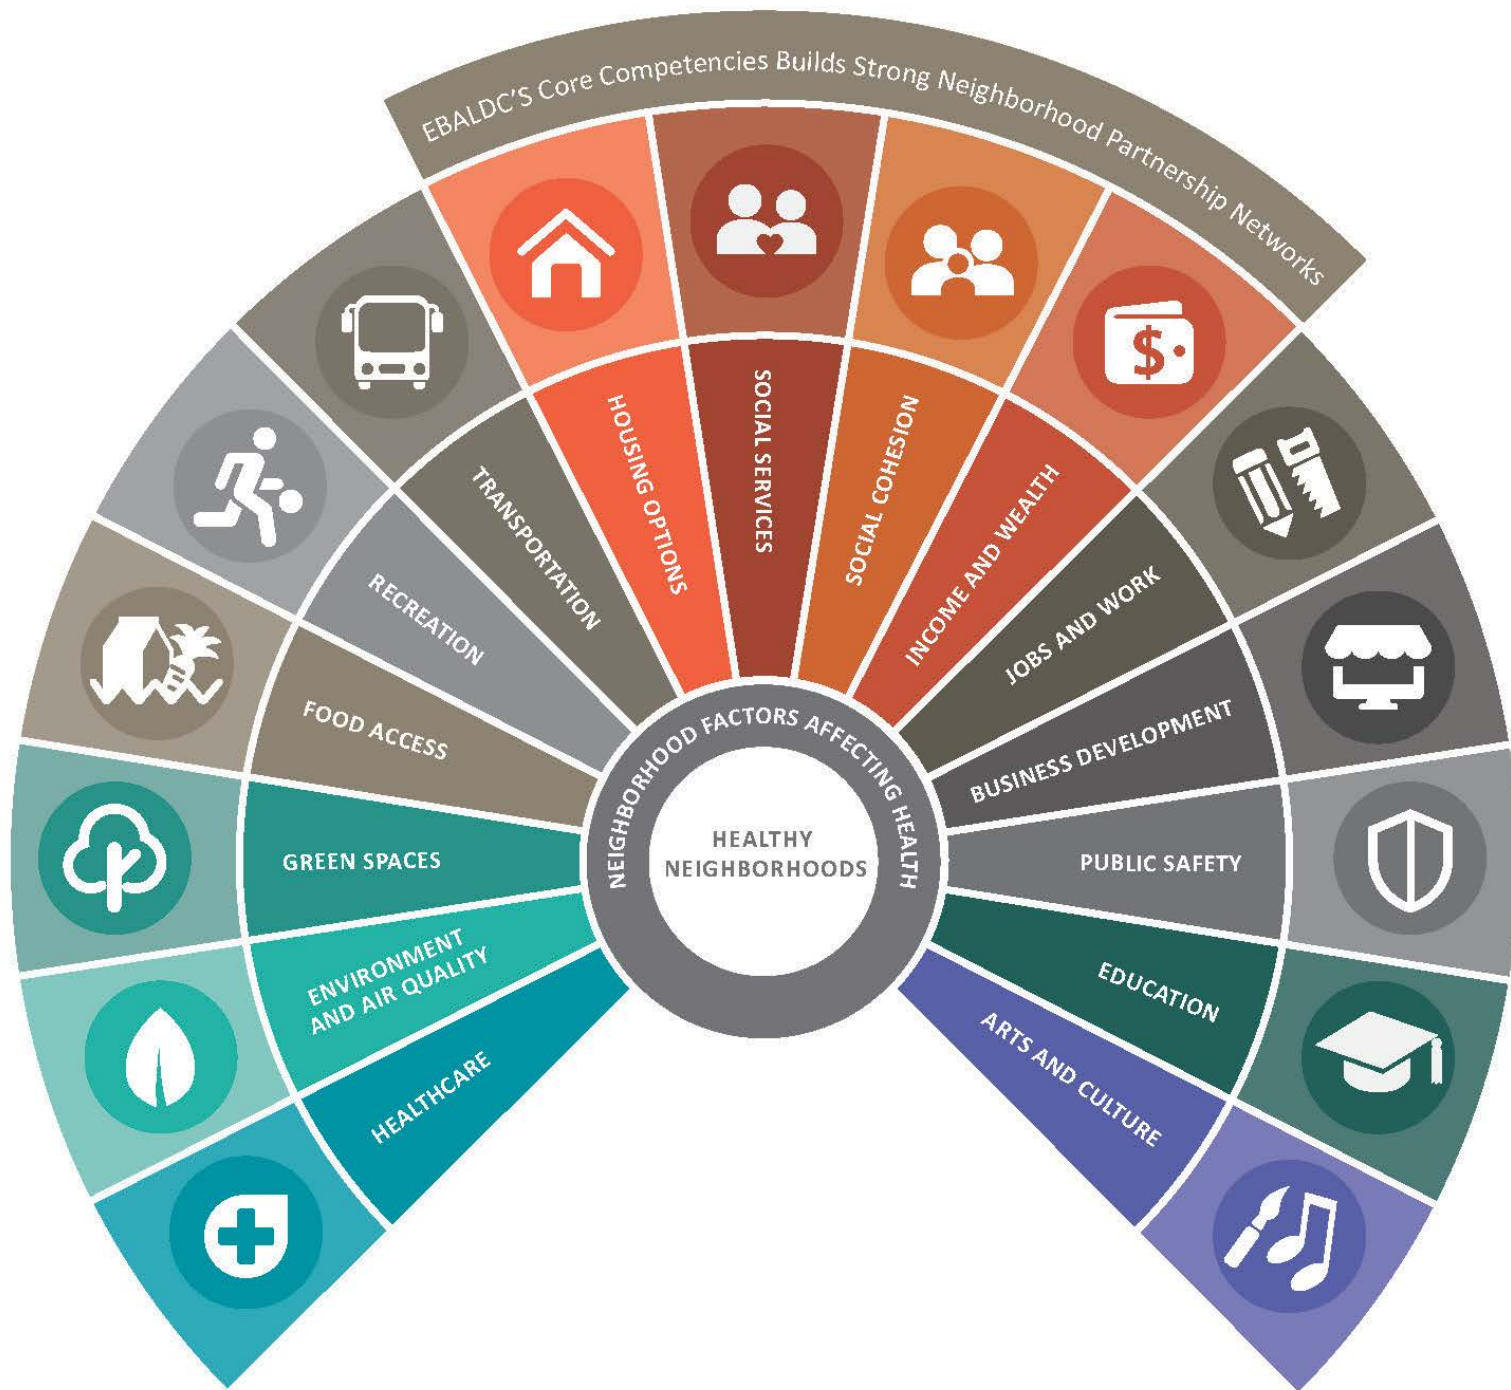 EBALDC'S Core Competencies Builds Strong Neighborhood Partnership Networks
HEALTHCARE
ENVIRONMENT
AND AIR QUALITY
GREEN SPACES
FOOD ACCESS
RECREATION
TRANSPORTATION
HOUSING OPTIONS
SOCIAL SERVICES
SOCIAL COHESION
INCOME AND WEALTH
$
JOBS AND WORK
BUSINESS DEVELOPMENT
PUBLIC SAFETY
EDUCATION
ARTS AND CULTURE
NEIGHBORHOOD FACTORS AFFECTING HEALTH
HEALTHY
NEIGHBORHOODS